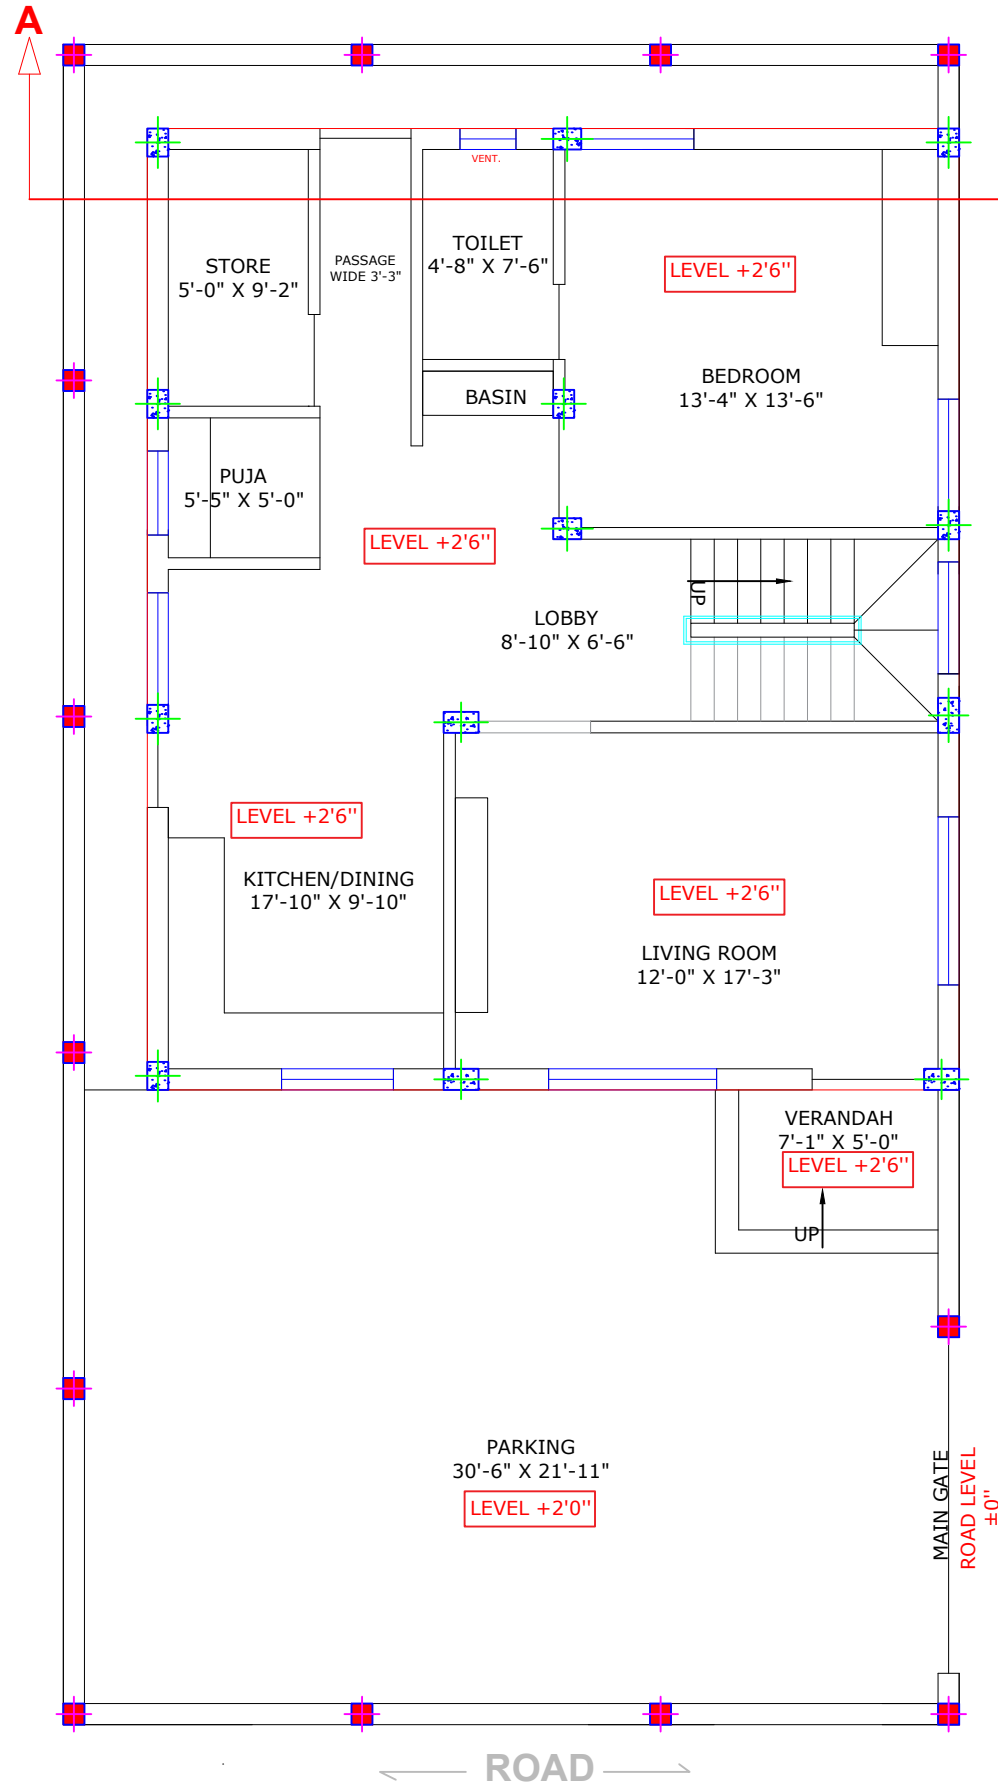 A
VENT.
STORE
5'-0" X 9'-2"
PASSAGE
WIDE 3'-3"
TOILET
4'-8" X 7'-6"
LEVEL +2'6''
BEDROOM
13'-4" X 13'-6"
BASIN
PUJA
5'-5" X 5'-0"
LEVEL +2'6''
UP
LOBBY
8'-10" X 6'-6"
LEVEL +2'6''
KITCHEN/DINING
17'-10" X 9'-10"
LEVEL +2'6''
LIVING ROOM
12'-0" X 17'-3"
VERANDAH
7'-1" X 5'-0"
LEVEL +2'6''
UP
PARKING
30'-6" X 21'-11"
LEVEL +2'0''
MAIN GATE
ROAD LEVEL
±0''
ROAD